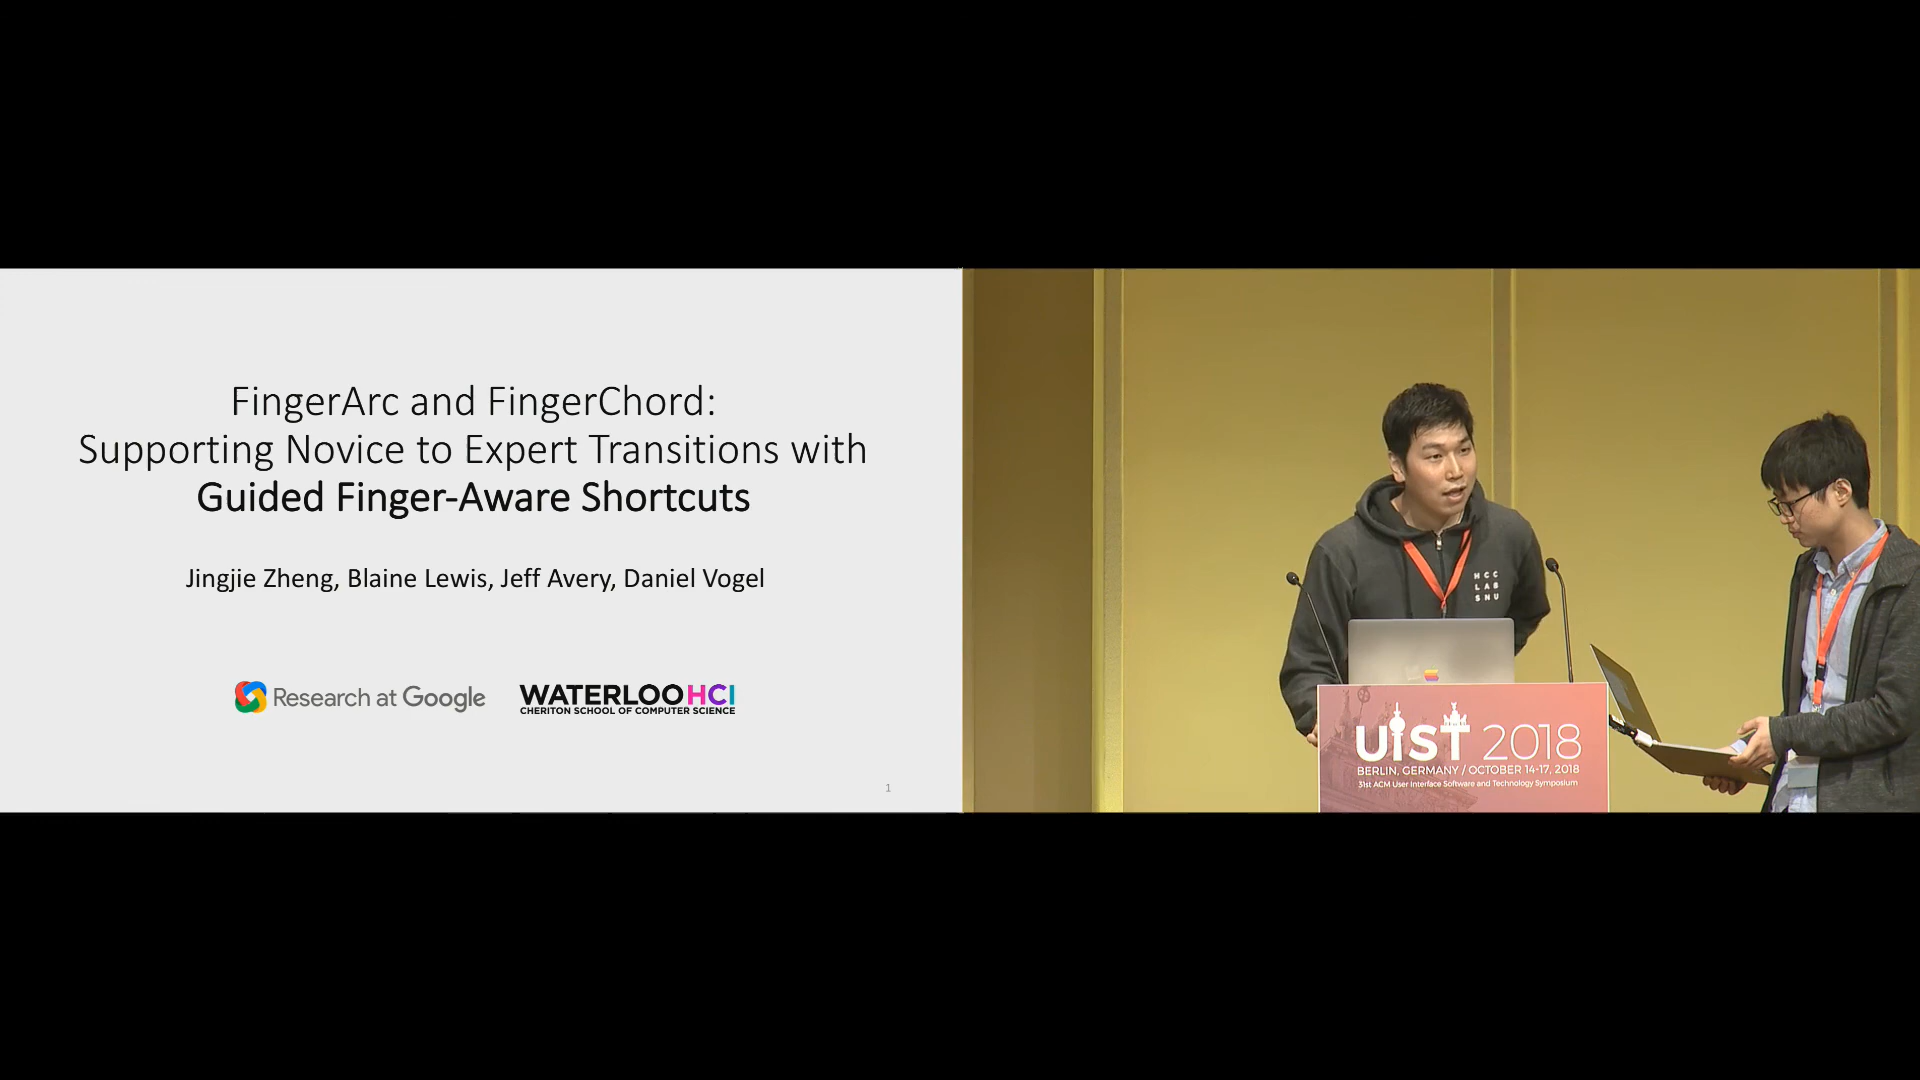 FingerArc and FingerChord:
Supporting Novice to Expert Transitions with
Guided Finger-Aware Shortcuts
Jingjie Zheng, Blaine Lewis, Jeff Avery, Daniel Vogel
Research at Google
WATERLOOHCI
CHERITON SCHOOL OF COMPUTER SCIENCE
1
HCC
LAB
SNU
UIST 2018
BERLIN, GERMANY / OCTOBER 14-17, 2018
31st ACM User Interface Software and Technology Symposium